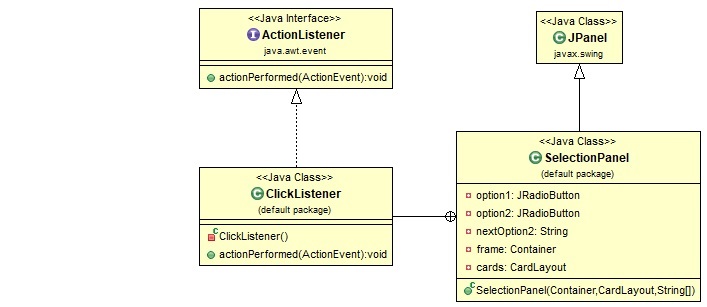 <<Java Interface>>
ActionListener
java.awt.event
actionPerformed(ActionEvent):void
<<Java Class>>
JPanel
javax.swing
<<Java Class>>
ClickListener
(default package)
ClickListener()
actionPerformed(ActionEvent):void
<<Java Class>>
SelectionPanel
(default package)
option1: JRadioButton
option2: JRadioButton
nextOption2: String
frame: Container
cards: CardLayout
SelectionPanel(Container,CardLayout,String[])